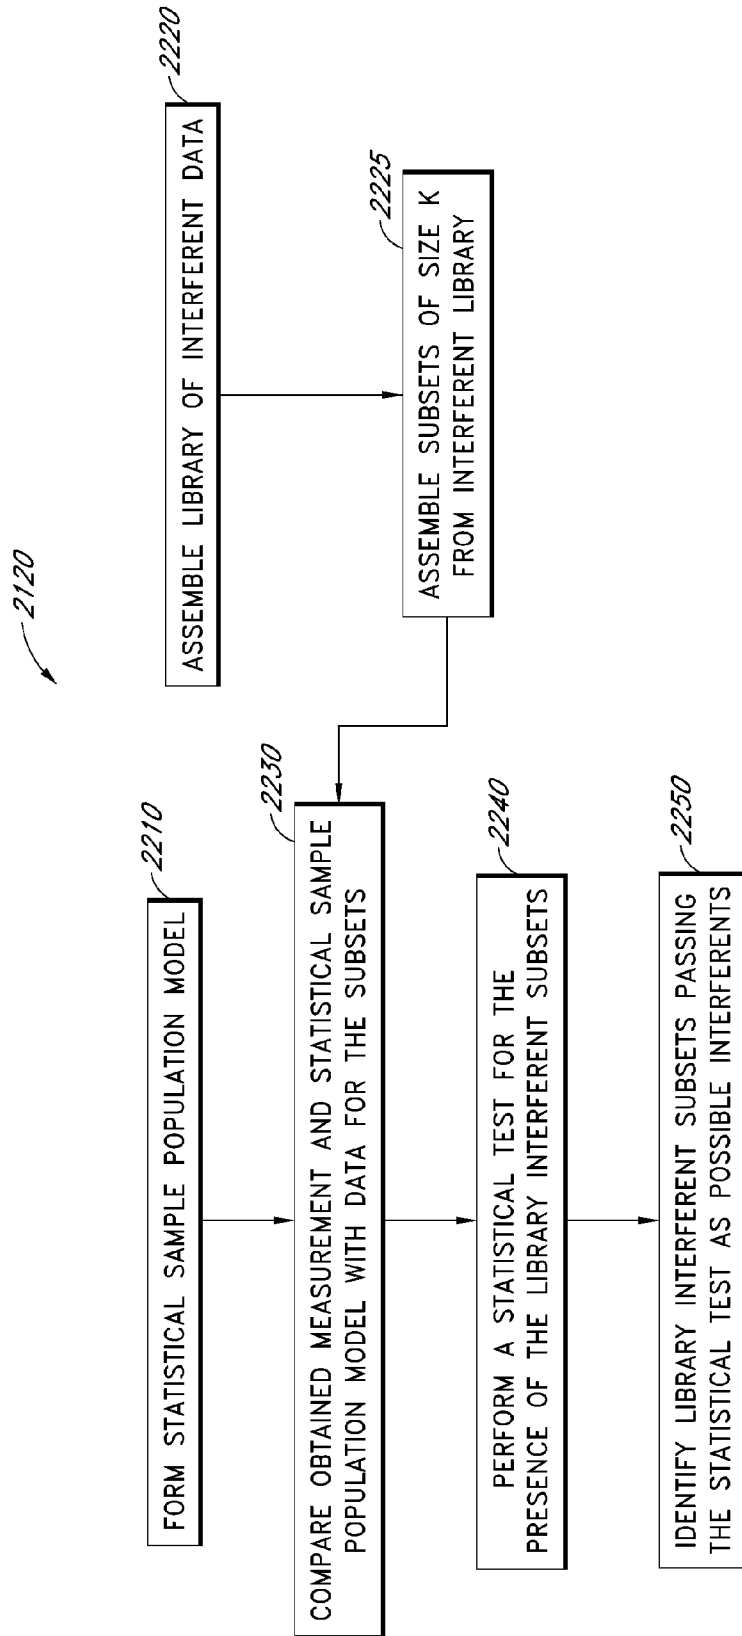 2120
2210
FORM STATISTICAL SAMPLE POPULATION MODEL
2220
ASSEMBLE LIBRARY OF INTERFERENT DATA
2225
ASSEMBLE SUBSETS OF SIZE K
FROM INTERFERENT LIBRARY
2230
COMPARE OBTAINED MEASUREMENT AND STATISTICAL SAMPLE
POPULATION MODEL WITH DATA FOR THE SUBSETS
2240
PERFORM A STATISTICAL TEST FOR THE
PRESENCE OF THE LIBRARY INTERFERENT SUBSETS
2250
IDENTIFY LIBRARY INTERFERENT SUBSETS PASSING
THE STATISTICAL TEST AS POSSIBLE INTERFERENTS